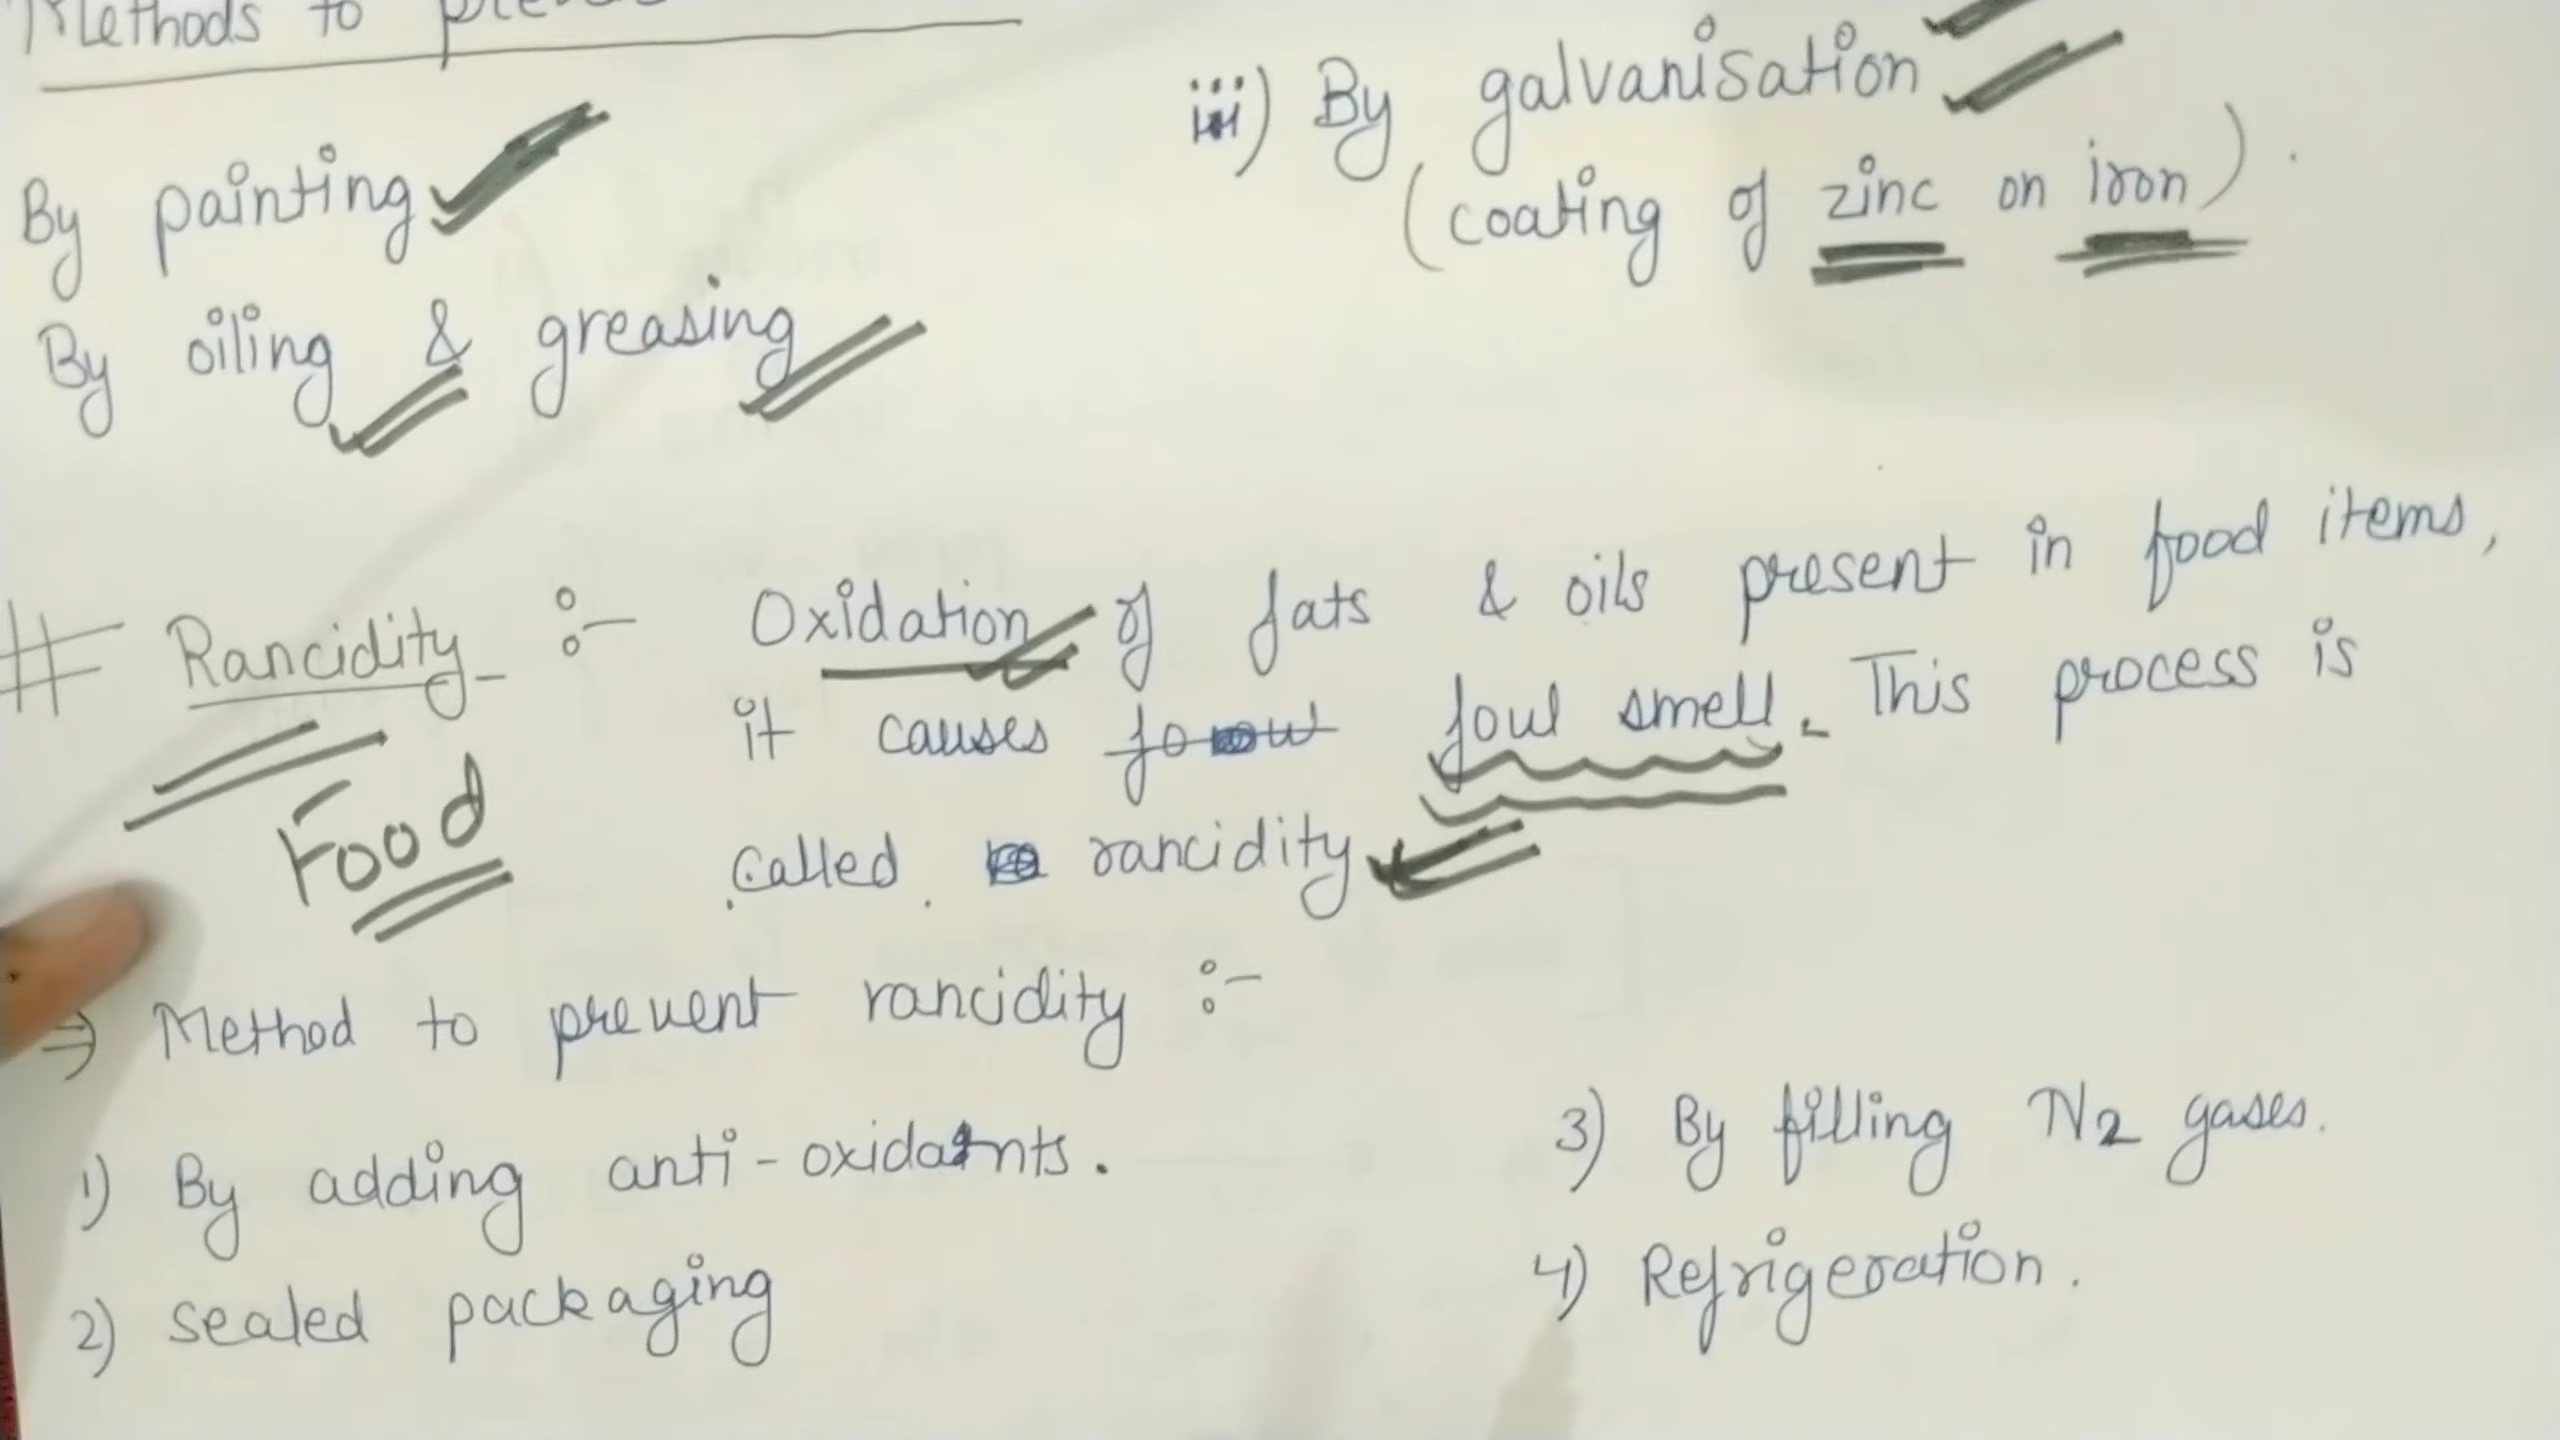 Methods to
By painting
By oiling & greasing
iii) By galvanisation
(coating of zinc on iron).
# Rancidity :- Oxidation of fats & oils present in food items,
it causes foul smell. This process is
called rancidity
Food
⇒ Method to prevent rancidity :-
1) By adding anti-oxidants.
2) sealed packaging
3) By filling N2 gases.
4) Refrigeration.